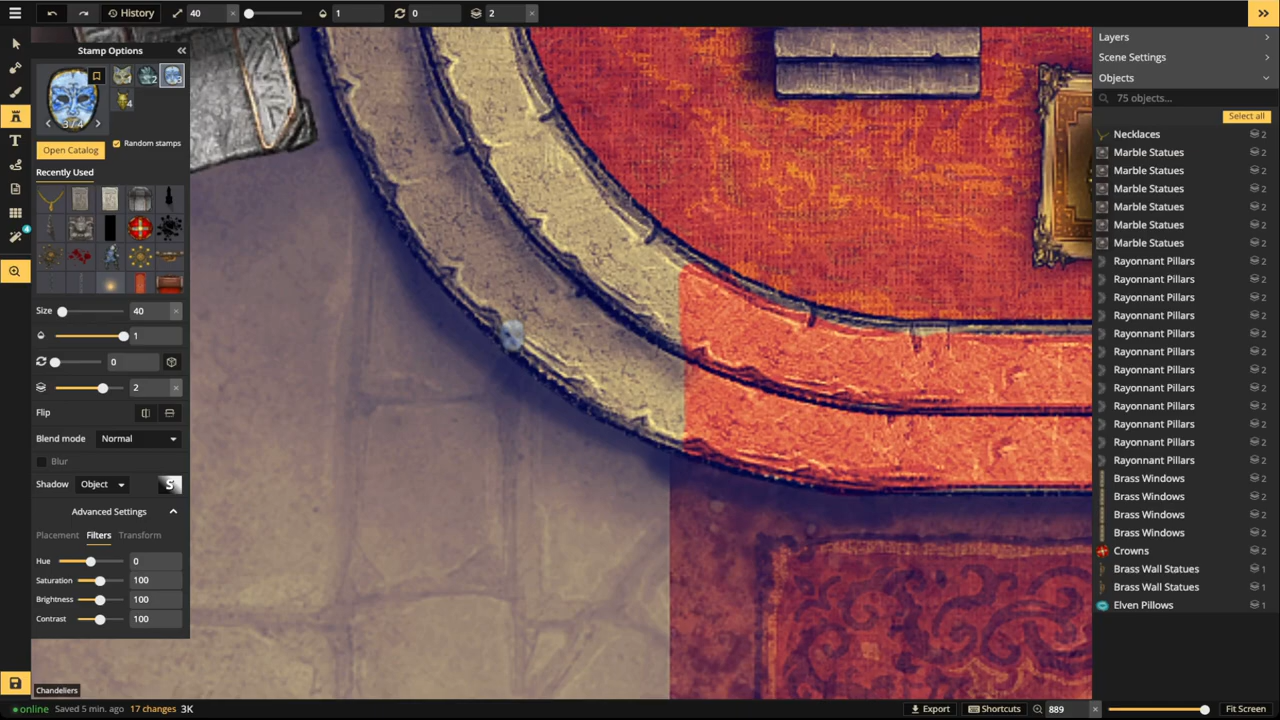 History
40
×
1
0
2
×
Stamp Options
2
3
4
3/4
Open Catalog
Random stamps
Recently Used
Size
40
×
1
0
2
×
Flip
Blend mode
Normal
Blur
Shadow
Object
Advanced Settings
Placement
Filters
Transform
Hue
0
Saturation
100
Brightness
100
Contrast
100
4
Chandeliers
online
Saved 5 min. ago
17 changes
3K
Layers
Scene Settings
Objects
75 objects...
Select all
Necklaces 2
Marble Statues 2
Marble Statues 2
Marble Statues 2
Marble Statues 2
Marble Statues 2
Marble Statues 2
Rayonnant Pillars 2
Rayonnant Pillars 2
Rayonnant Pillars 2
Rayonnant Pillars 2
Rayonnant Pillars 2
Rayonnant Pillars 2
Rayonnant Pillars 2
Rayonnant Pillars 2
Rayonnant Pillars 2
Rayonnant Pillars 2
Rayonnant Pillars 2
Rayonnant Pillars 2
Brass Windows 2
Brass Windows 2
Brass Windows 2
Brass Windows 2
Crowns 2
Brass Wall Statues 1
Brass Wall Statues 1
Elven Pillows 1
Export
Shortcuts
889
×
Fit Screen